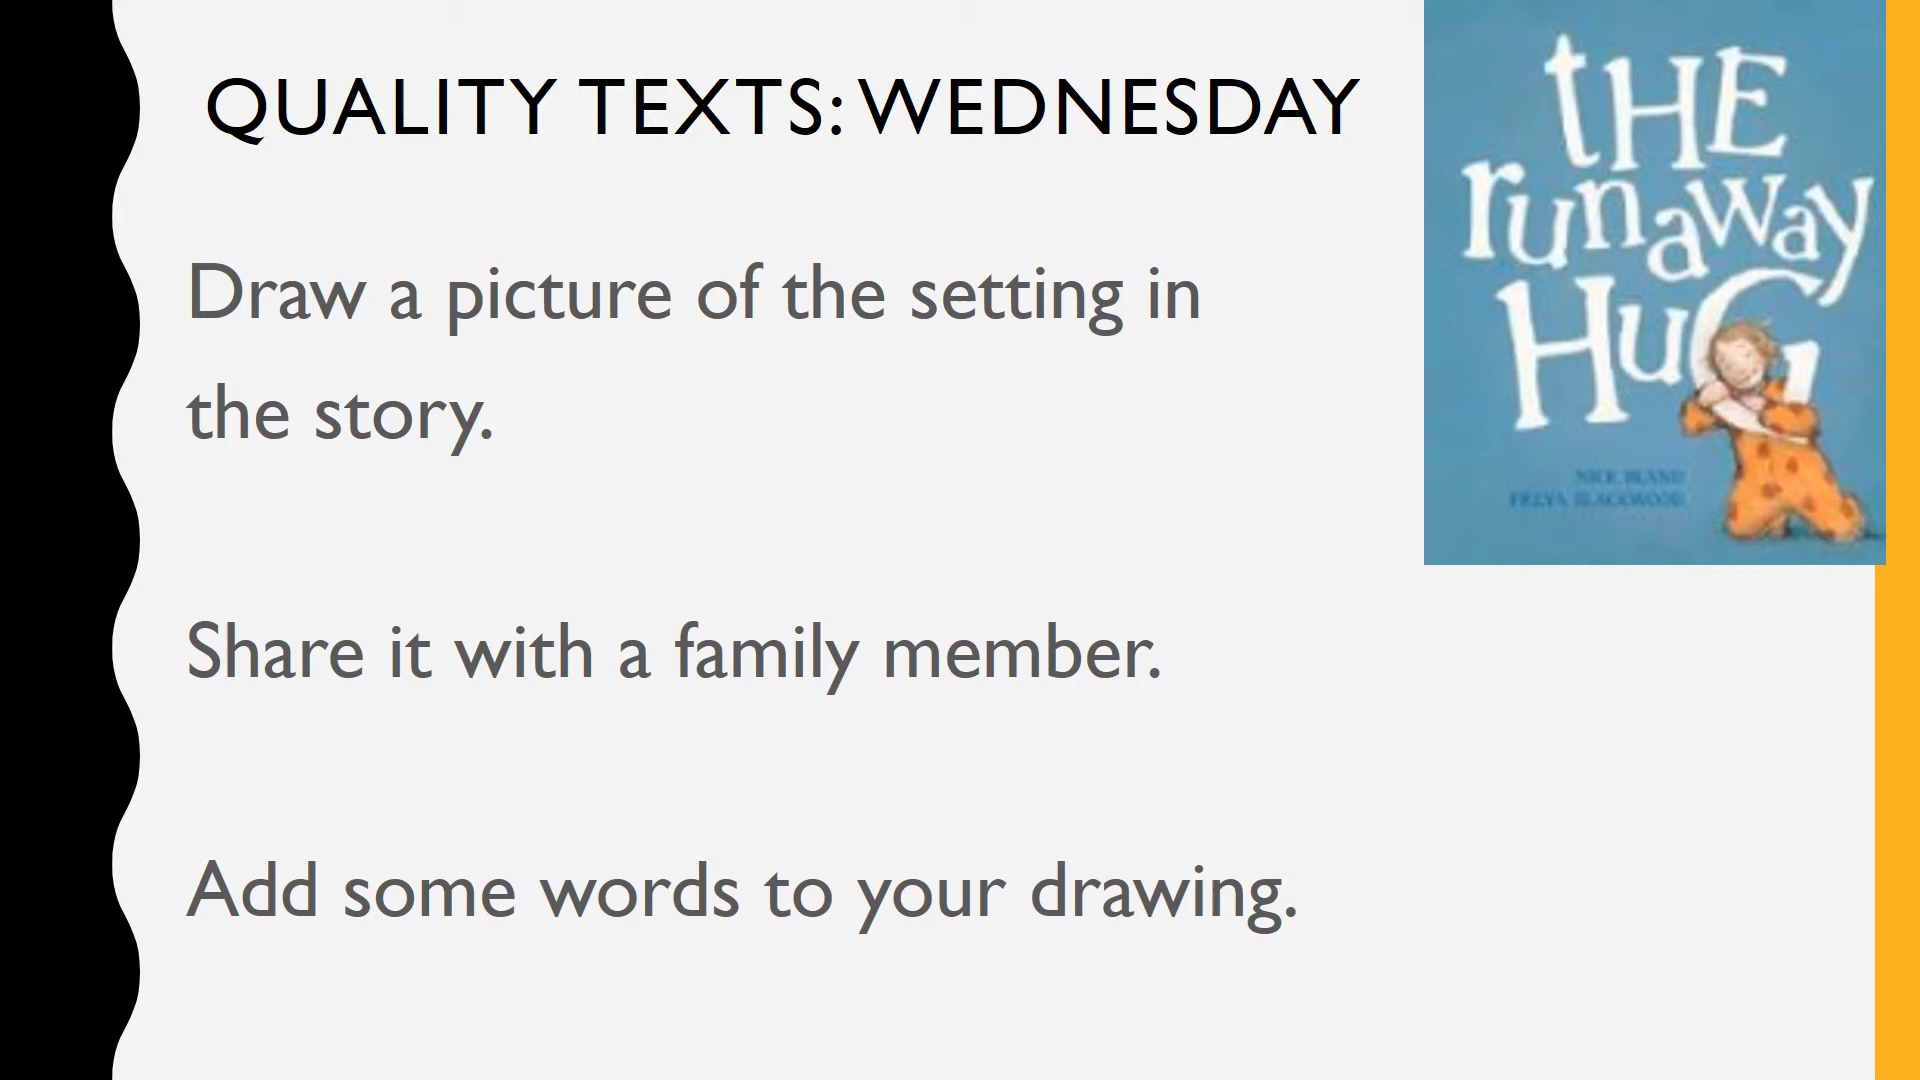 QUALITY TEXTS: WEDNESDAY
Draw a picture of the setting in
the story.
Share it with a family member.
Add some words to your drawing.
tHE
runaway
HuG
NICK BLAND
FREYA BLACKWOOD